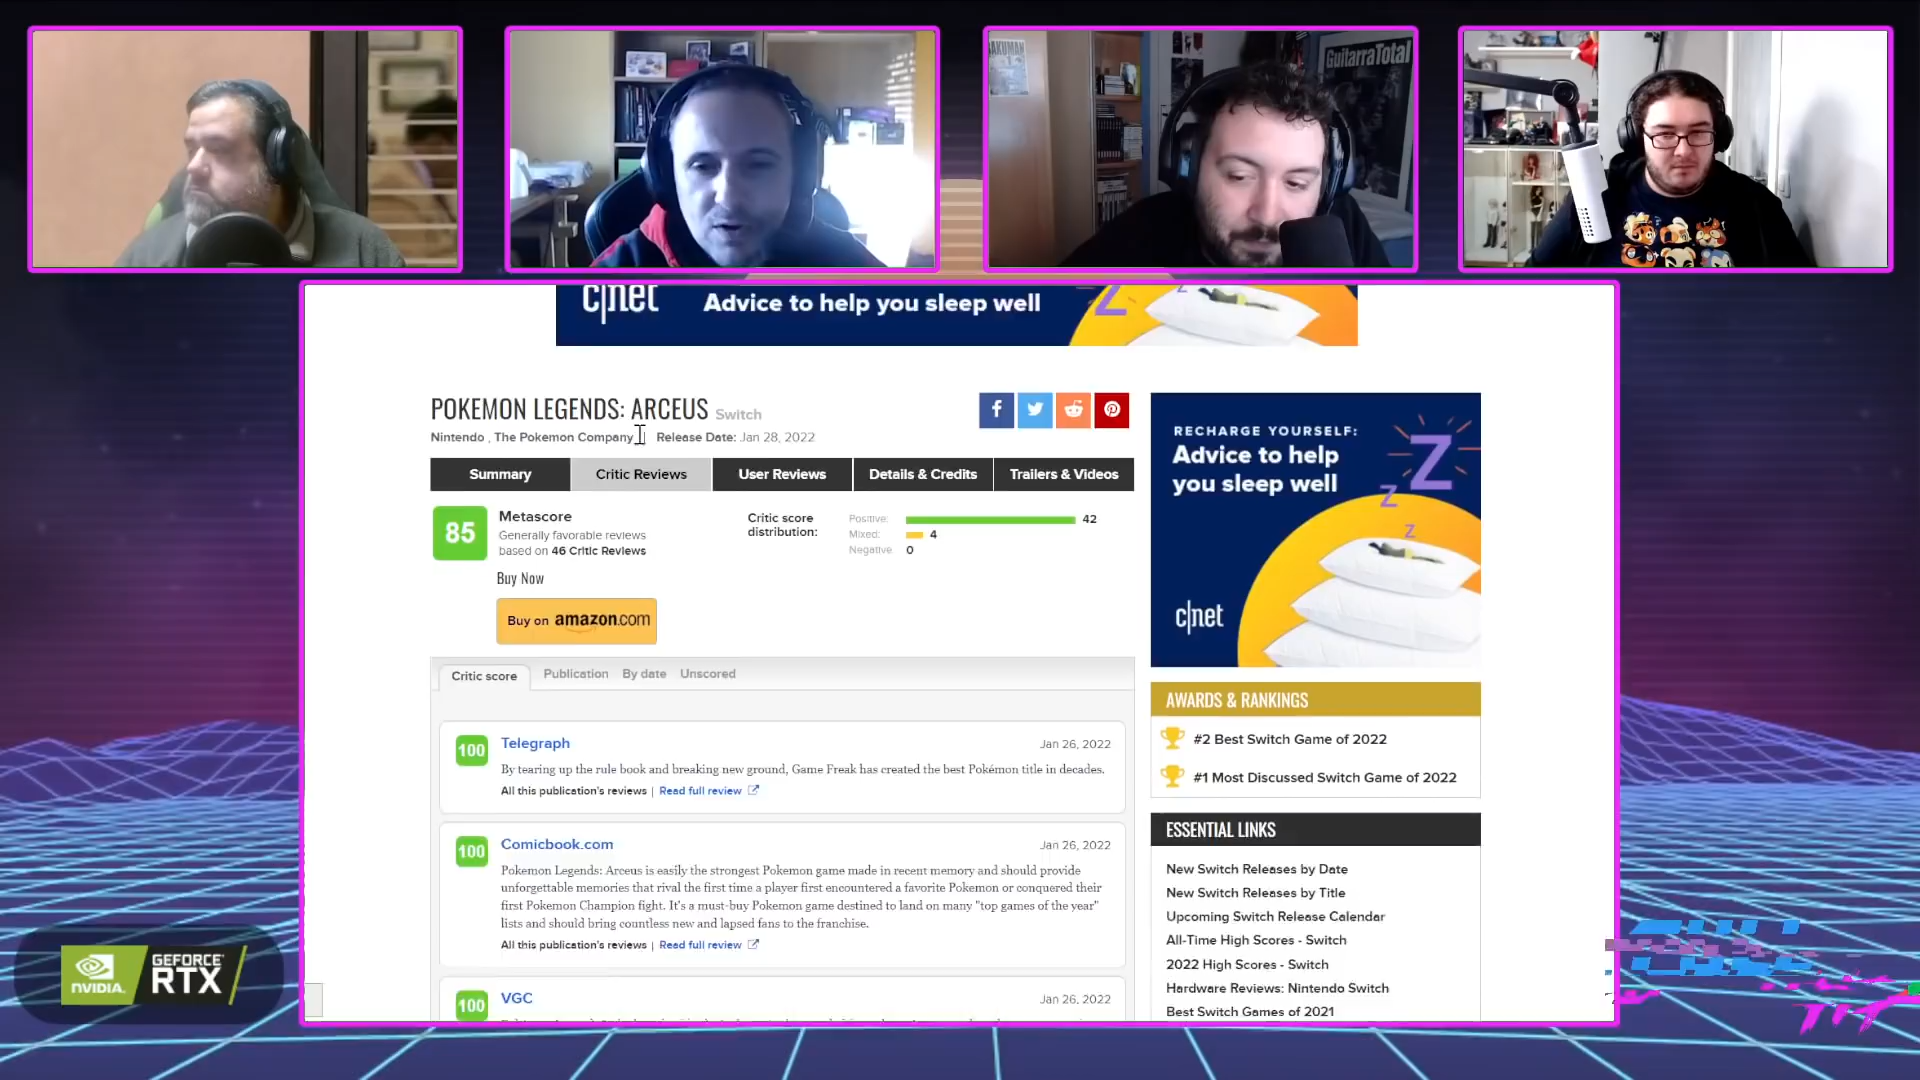 BAKUMAN
GuitarraTotal
c|net
Advice to help you sleep well
POKEMON LEGENDS: ARCEUS Switch
Nintendo , The Pokemon Company | Release Date: Jan 28, 2022
Summary
Critic Reviews
User Reviews
Details & Credits
Trailers & Videos
85
Metascore
Generally favorable reviews
based on 46 Critic Reviews
Critic score
distribution:
Positive: 42
Mixed: 4
Negative: 0
Buy Now
Buy on amazon.com
Critic score
Publication
By date
Unscored
100
Telegraph
Jan 26, 2022
By tearing up the rule book and breaking new ground, Game Freak has created the best Pokémon title in decades.
All this publication's reviews | Read full review
100
Comicbook.com
Jan 26, 2022
Pokemon Legends: Arceus is easily the strongest Pokemon game made in recent memory and should provide
unforgettable memories that rival the first time a player first encountered a favorite Pokemon or conquered their
first Pokemon Champion fight. It's a must-buy Pokemon game destined to land on many "top games of the year"
lists and should bring countless new and lapsed fans to the franchise.
All this publication's reviews | Read full review
100
VGC
Jan 26, 2022
RECHARGE YOURSELF:
Advice to help
you sleep well
c|net
AWARDS & RANKINGS
#2 Best Switch Game of 2022
#1 Most Discussed Switch Game of 2022
ESSENTIAL LINKS
New Switch Releases by Date
New Switch Releases by Title
Upcoming Switch Release Calendar
All-Time High Scores - Switch
2022 High Scores - Switch
Hardware Reviews: Nintendo Switch
Best Switch Games of 2021
NVIDIA.
GEFORCE
RTX